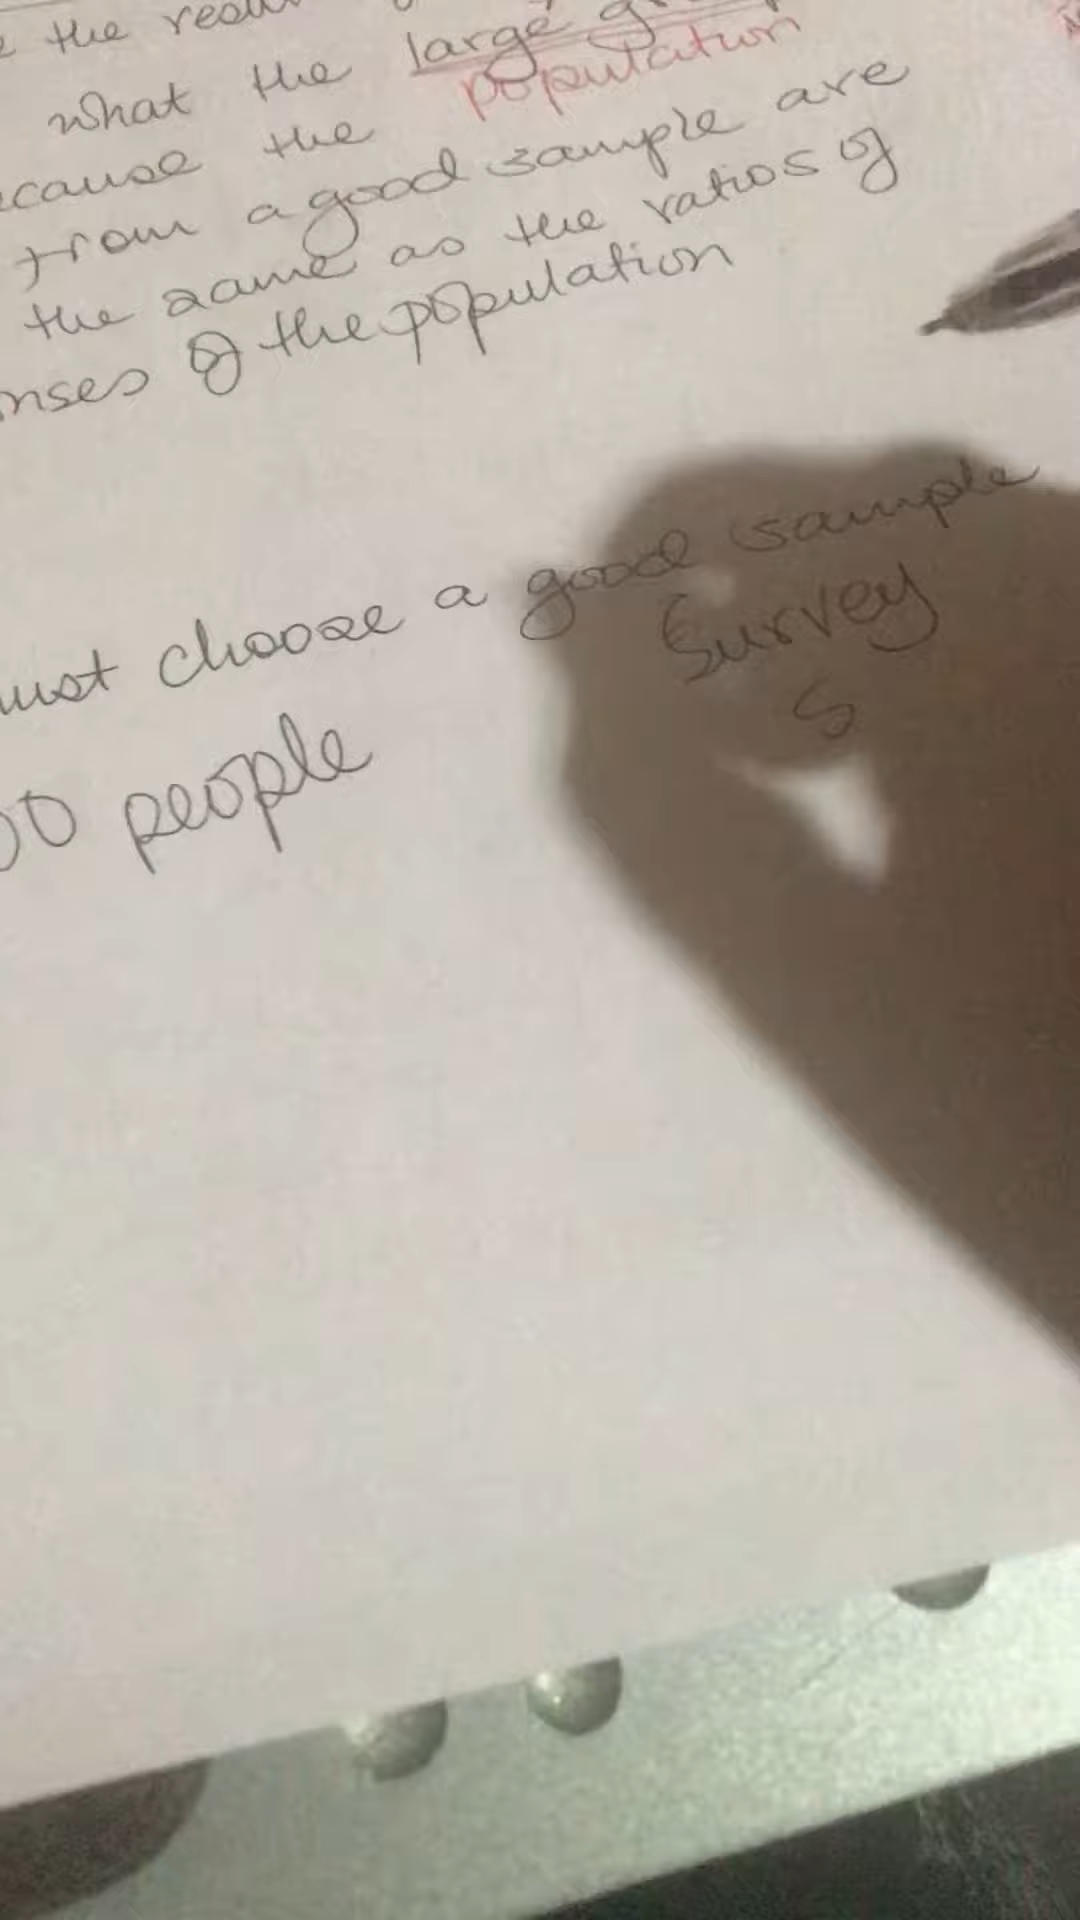 the
what the large
population
cause the
from a good sample are
the same as the ratios of
nses of the population
ust choose a good sample
Survey
S
00 people